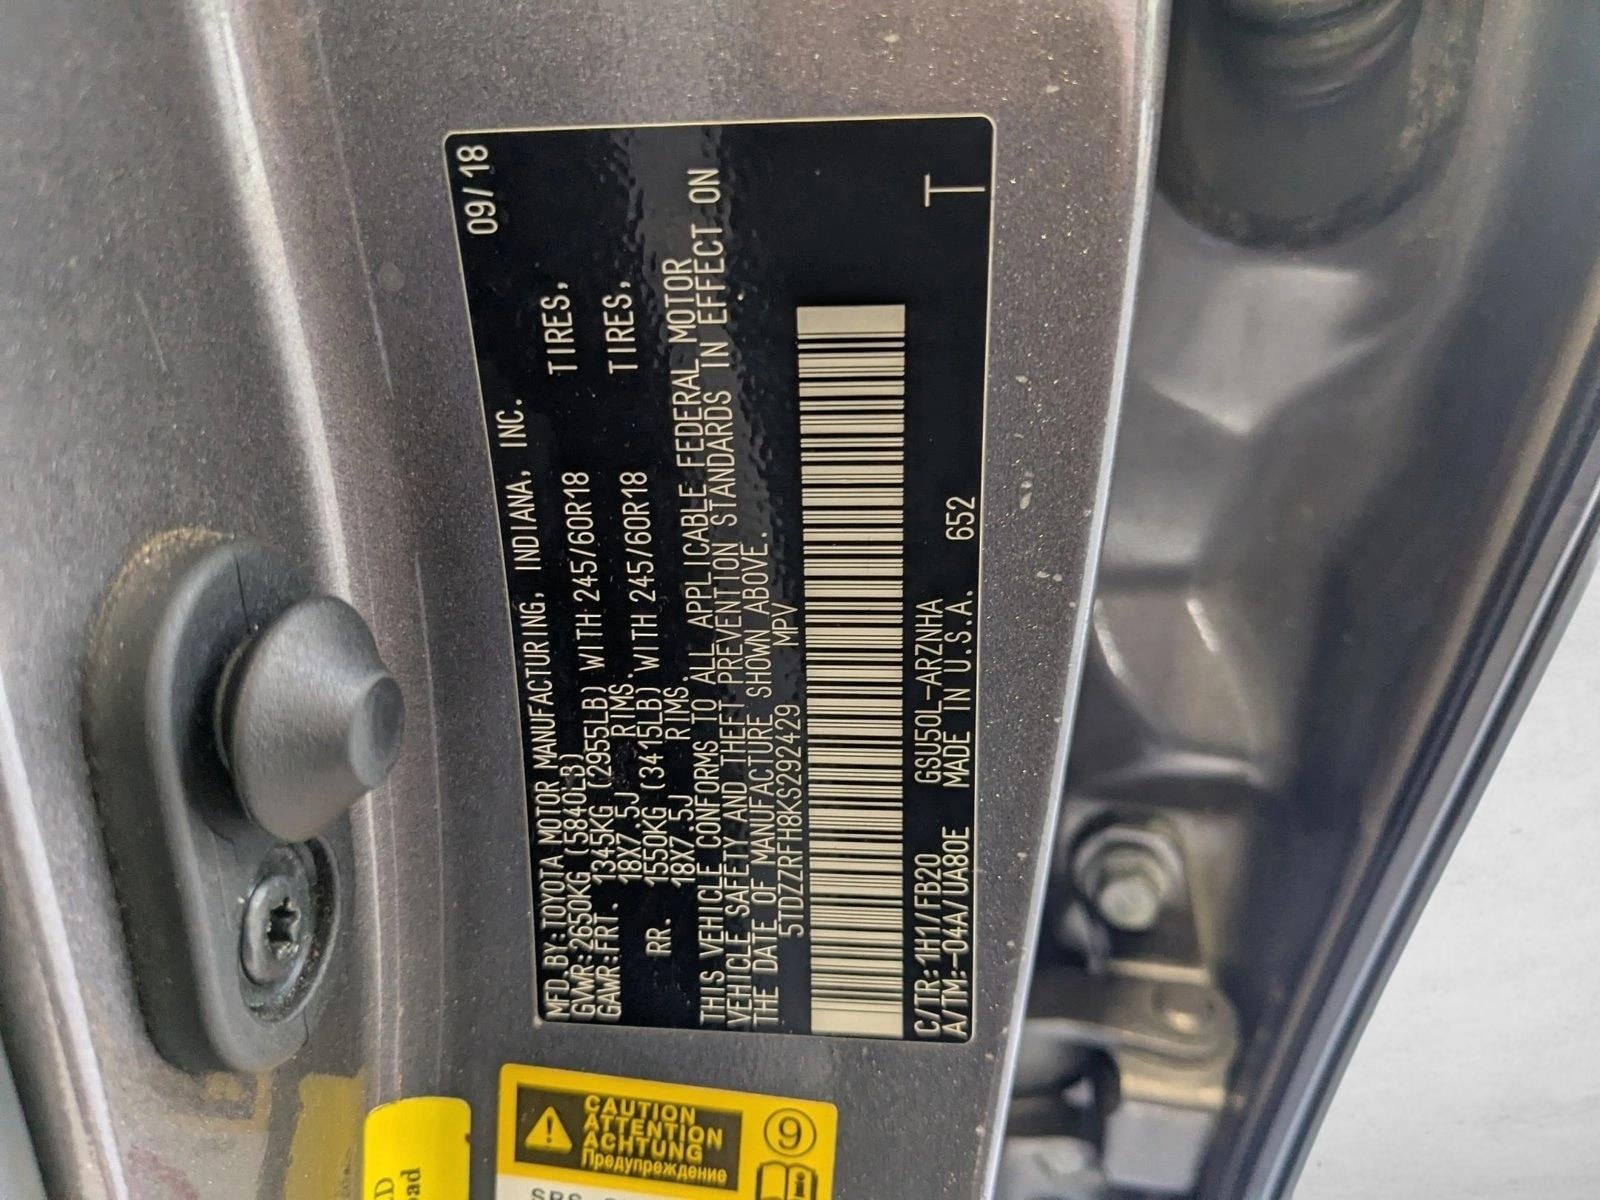 MFD.BY:TOYOTA MOTOR MANUFACTURING, INDIANA, INC. 09/18
GVWR:2650KG (5840LB)
GAWR:FRT. 1345KG (2955LB) WITH 245/60R18 TIRES,
18X7.5J RIMS.
RR. 1550KG (3415LB) WITH 245/60R18 TIRES,
18X7.5J RIMS.
THIS VEHICLE CONFORMS TO ALL APPLICABLE FEDERAL MOTOR
VEHICLE SAFETY AND THEFT PREVENTION STANDARDS IN EFFECT ON
THE DATE OF MANUFACTURE SHOWN ABOVE.
5TDZZRFH8KS292429 MPV
T
C/TR:1H1/FB20 GSU50L-ARZNHA
A/TM:-04A/UA80E MADE IN U.S.A. 652
CAUTION
ATTENTION
ACHTUNG
Предупреждение
9
SRS